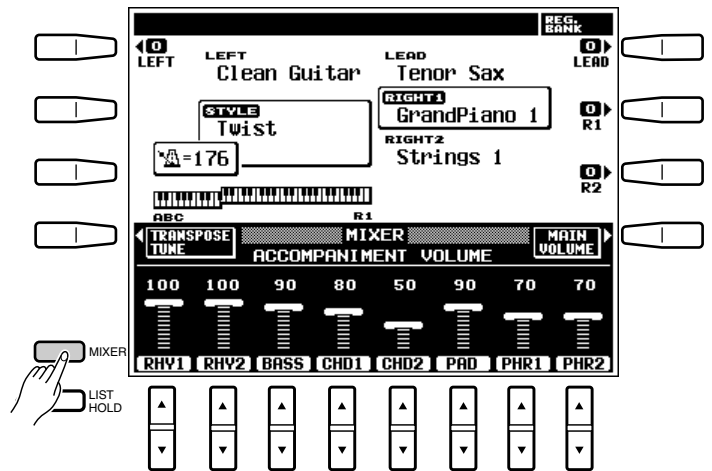 REG.
BANK
0
LEFT
LEFT
Clean Guitar
LEAD
Tenor Sax
0
LEAD
STYLE
Twist
RIGHT1
GrandPiano 1
0
R1
=176
RIGHT2
Strings 1
0
R2
ABC
R1
TRANSPOSE
TUNE
MIXER
ACCOMPANIMENT VOLUME
MAIN
VOLUME
100 100 90 80 50 90 70 70
RHY1 RHY2 BASS CHD1 CHD2 PAD PHR1 PHR2
MIXER
LIST
HOLD